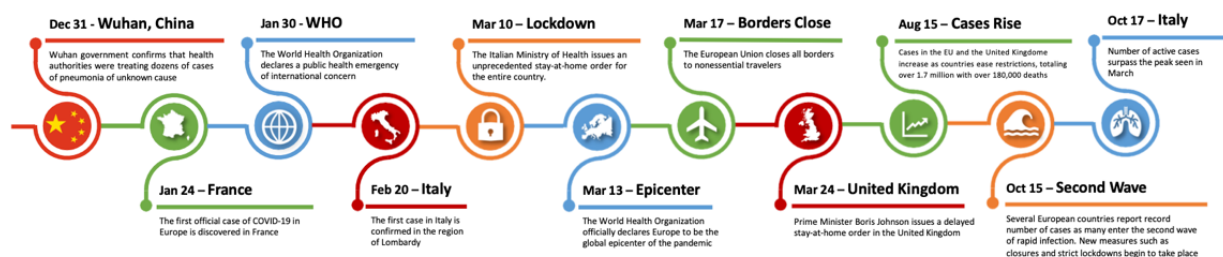 Dec 31 - Wuhan, China
Wuhan government confirms that health
authorities were treating dozens of cases
of pneumonia of unknown cause
Jan 24 – France
The first official case of COVID-19 in
Europe is discovered in France
Jan 30 - WHO
The World Health Organization
declares a public health emergency
of international concern
Feb 20 – Italy
The first case in Italy is
confirmed in the region
of Lombardy
Mar 10 – Lockdown
The Italian Ministry of Health issues an
unprecedented stay-at-home order for
the entire country.
Mar 13 – Epicenter
The World Health Organization
officially declares Europe to be the
global epicenter of the pandemic
Mar 17 – Borders Close
The European Union closes all borders
to nonessential travelers
Mar 24 – United Kingdom
Prime Minister Boris Johnson issues a delayed
stay-at-home order in the United Kingdom
Aug 15 – Cases Rise
Cases in the EU and the United Kingdome
increase as countries ease restrictions, totaling
over 1.7 million with over 180,000 deaths
Oct 15 – Second Wave
Several European countries report record
number of cases as many enter the second wave
of rapid infection. New measures such as
closures and strict lockdowns begin to take place
Oct 17 – Italy
Number of active cases
surpass the peak seen in
March